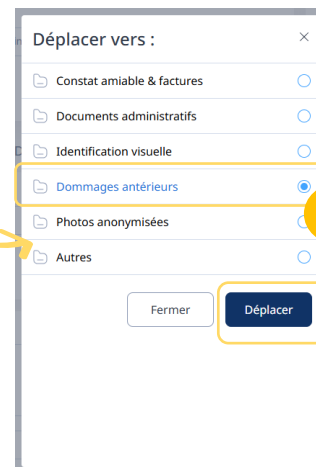 Déplacer vers :
Constat amiable & factures
Documents administratifs
Identification visuelle
Dommages antérieurs
Photos anonymisées
Autres
Fermer
Déplacer